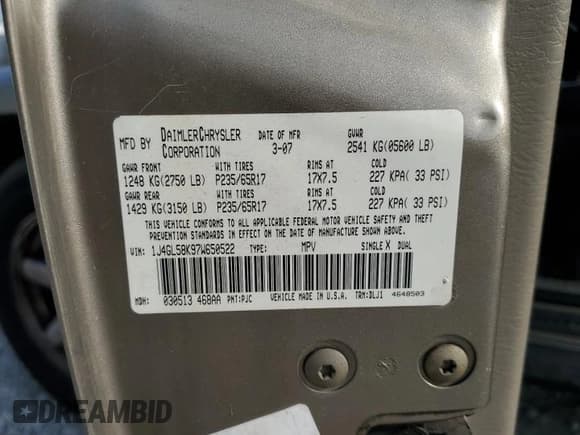 MFD BY DAIMLERCHRYSLER CORPORATION DATE OF MFR 3-07 GVWR 2541 KG(05600 LB)
GAWR FRONT WITH TIRES RIMS AT COLD
1248 KG(2750 LB) P235/65R17 17X7.5 227 KPA( 33 PSI)
GAWR REAR WITH TIRES RIMS AT COLD
1429 KG(3150 LB) P235/65R17 17X7.5 227 KPA( 33 PSI)
THIS VEHICLE CONFORMS TO ALL APPLICABLE FEDERAL MOTOR VEHICLE SAFETY AND THEFT
PREVENTION STANDARDS IN EFFECT ON THE DATE OF MANUFACTURE SHOWN ABOVE.
VIN: 1J4GL58K97W650522 TYPE: MPV SINGLE X DUAL
MDH: 030513 468AA PNT:PJC VEHICLE MADE IN U.S.A. TRM:DLJ1 4648503
DREAMBID